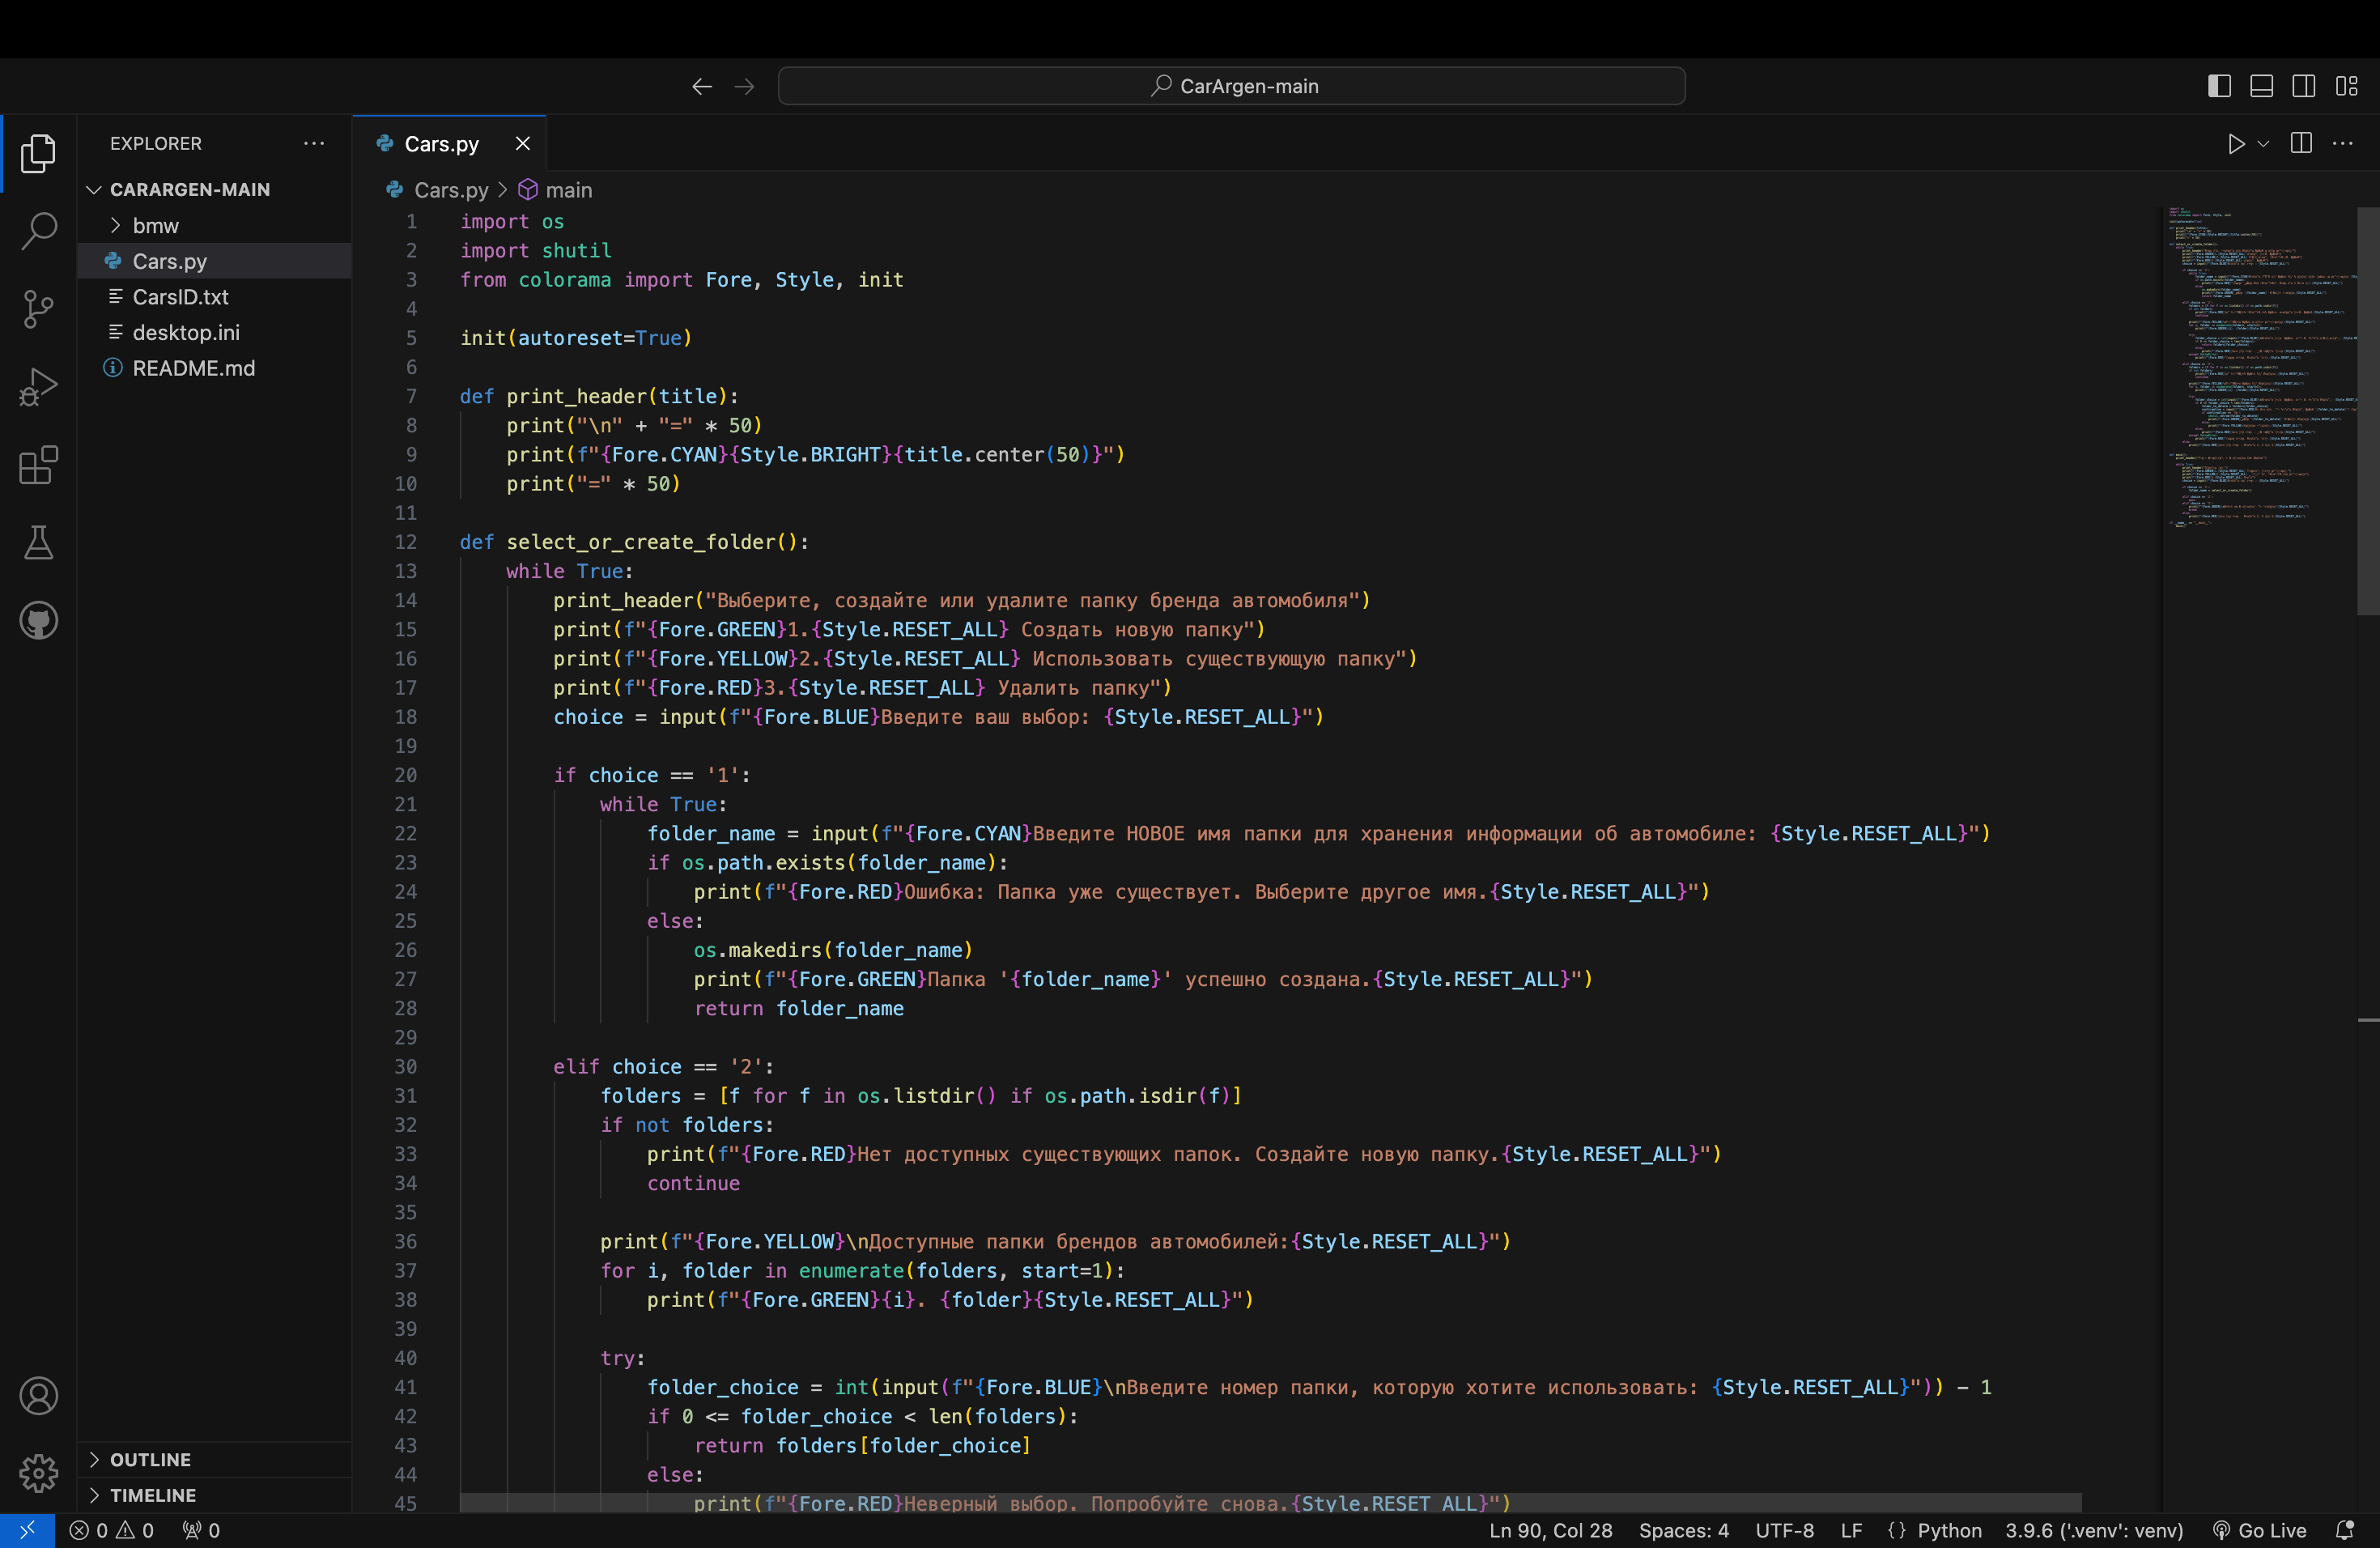 CarArgen-main
EXPLORER
CARARGEN-MAIN
bmw
Cars.py
CarsID.txt
desktop.ini
README.md
OUTLINE
TIMELINE
Cars.py
Cars.py > main
1 import os
2 import shutil
3 from colorama import Fore, Style, init
4
5 init(autoreset=True)
6
7 def print_header(title):
8 print("\n" + "=" * 50)
9 print(f"{Fore.CYAN}{Style.BRIGHT}{title.center(50)}")
10 print("=" * 50)
11
12 def select_or_create_folder():
13 while True:
14 print_header("Выберите, создайте или удалите папку бренда автомобиля")
15 print(f"{Fore.GREEN}1.{Style.RESET_ALL} Создать новую папку")
16 print(f"{Fore.YELLOW}2.{Style.RESET_ALL} Использовать существующую папку")
17 print(f"{Fore.RED}3.{Style.RESET_ALL} Удалить папку")
18 choice = input(f"{Fore.BLUE}Введите ваш выбор: {Style.RESET_ALL}")
19
20 if choice == '1':
21 while True:
22 folder_name = input(f"{Fore.CYAN}Введите НОВОЕ имя папки для хранения информации об автомобиле: {Style.RESET_ALL}")
23 if os.path.exists(folder_name):
24 print(f"{Fore.RED}Ошибка: Папка уже существует. Выберите другое имя.{Style.RESET_ALL}")
25 else:
26 os.makedirs(folder_name)
27 print(f"{Fore.GREEN}Папка '{folder_name}' успешно создана.{Style.RESET_ALL}")
28 return folder_name
29
30 elif choice == '2':
31 folders = [f for f in os.listdir() if os.path.isdir(f)]
32 if not folders:
33 print(f"{Fore.RED}Нет доступных существующих папок. Создайте новую папку.{Style.RESET_ALL}")
34 continue
35
36 print(f"{Fore.YELLOW}\nДоступные папки брендов автомобилей:{Style.RESET_ALL}")
37 for i, folder in enumerate(folders, start=1):
38 print(f"{Fore.GREEN}{i}. {folder}{Style.RESET_ALL}")
39
40 try:
41 folder_choice = int(input(f"{Fore.BLUE}\nВведите номер папки, которую хотите использовать: {Style.RESET_ALL}")) - 1
42 if 0 <= folder_choice < len(folders):
43 return folders[folder_choice]
44 else:
45 print(f"{Fore.RED}Неверный выбор. Попробуйте снова.{Style.RESET_ALL}")
0 0 0
Ln 90, Col 28 Spaces: 4 UTF-8 LF {} Python 3.9.6 ('.venv': venv) Go Live